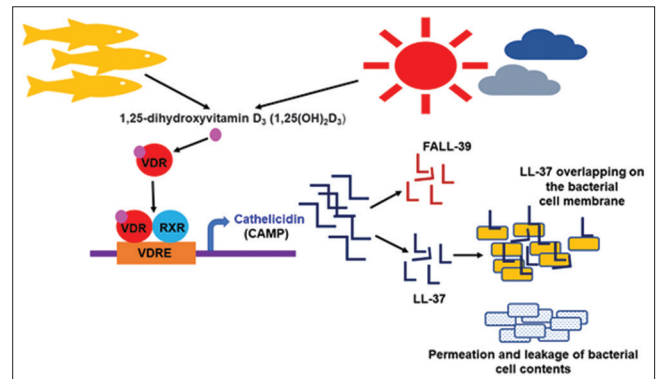 1,25-dihydroxyvitamin D3 (1,25(OH)2D3)
VDR
VDR
RXR
VDRE
Cathelicidin
(CAMP)
FALL-39
LL-37
LL-37 overlapping on
the bacterial
cell membrane
Permeation and leakage of bacterial
cell contents